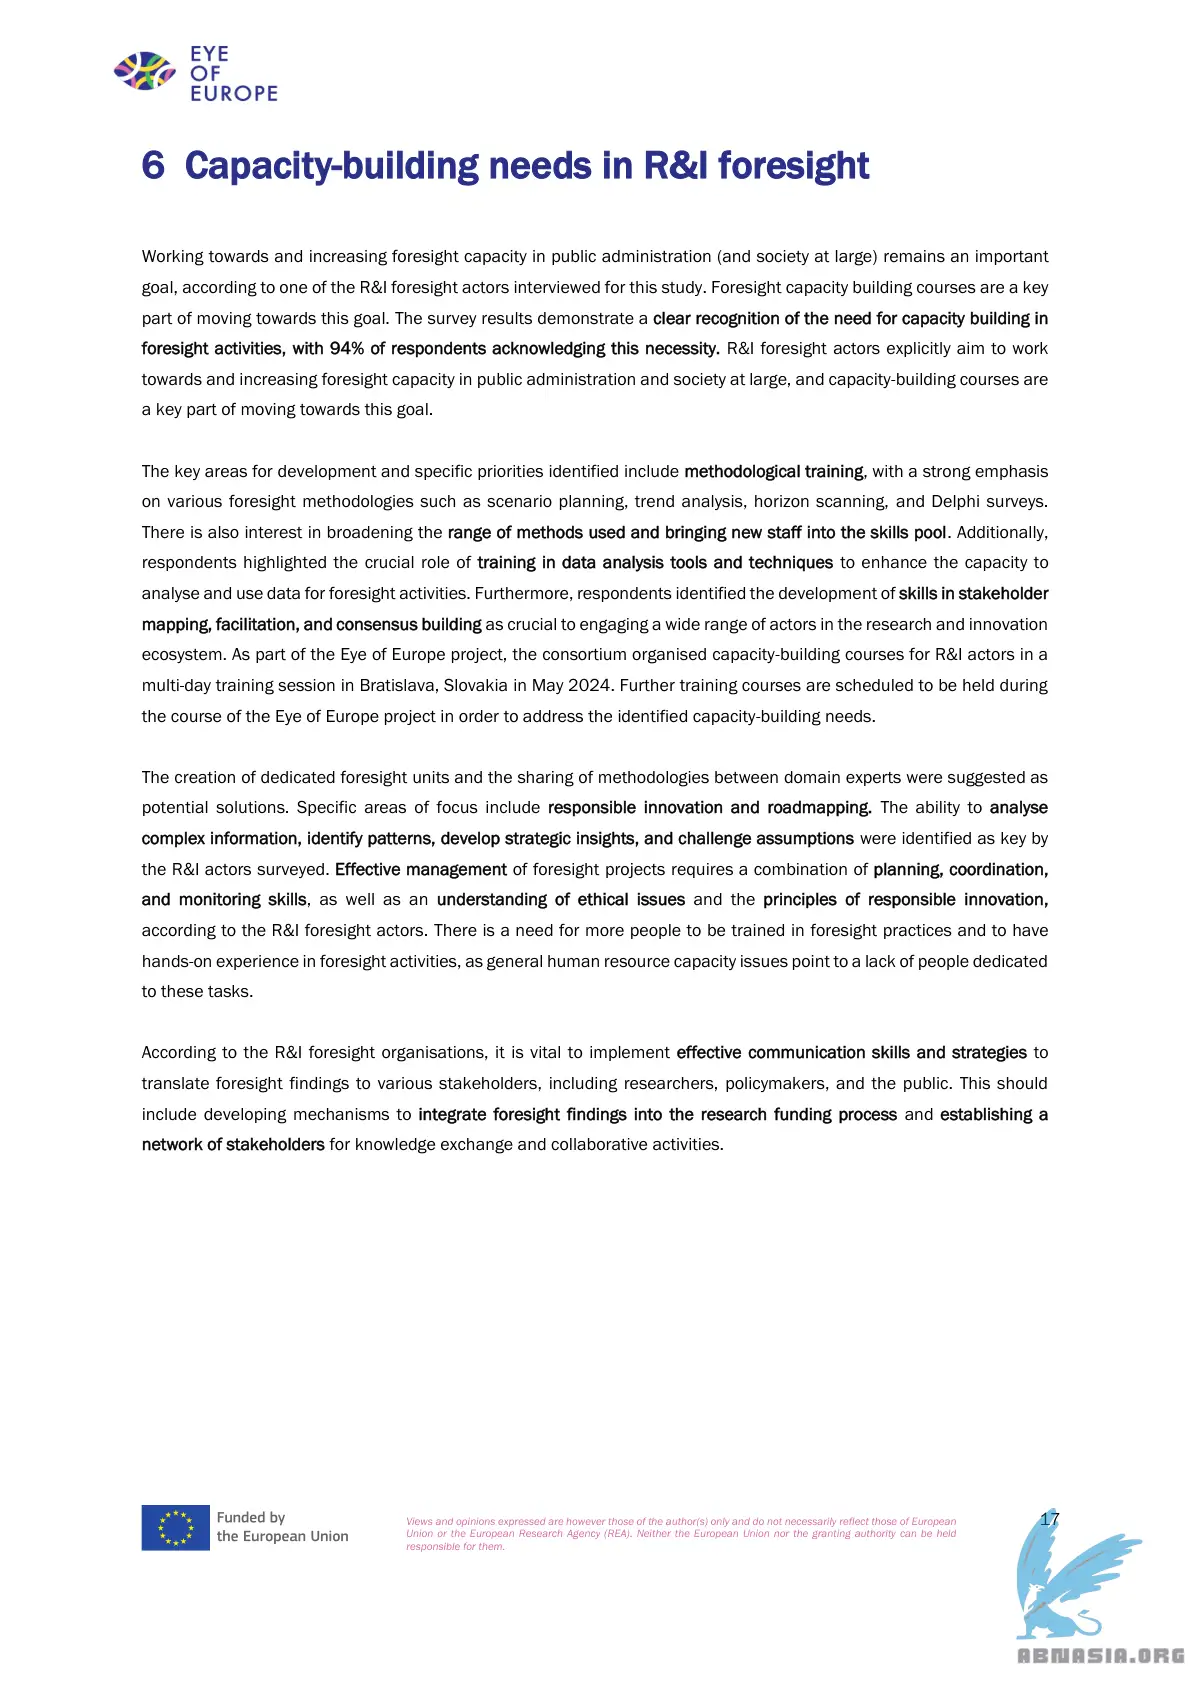 EYE
OF
EUROPE
6 Capacity-building needs in R&I foresight
Working towards and increasing foresight capacity in public administration (and society at large) remains an important
goal, according to one of the R&I foresight actors interviewed for this study. Foresight capacity building courses are a key
part of moving towards this goal. The survey results demonstrate a clear recognition of the need for capacity building in
foresight activities, with 94% of respondents acknowledging this necessity. R&I foresight actors explicitly aim to work
towards and increasing foresight capacity in public administration and society at large, and capacity-building courses are
a key part of moving towards this goal.
The key areas for development and specific priorities identified include methodological training, with a strong emphasis
on various foresight methodologies such as scenario planning, trend analysis, horizon scanning, and Delphi surveys.
There is also interest in broadening the range of methods used and bringing new staff into the skills pool. Additionally,
respondents highlighted the crucial role of training in data analysis tools and techniques to enhance the capacity to
analyse and use data for foresight activities. Furthermore, respondents identified the development of skills in stakeholder
mapping, facilitation, and consensus building as crucial to engaging a wide range of actors in the research and innovation
ecosystem. As part of the Eye of Europe project, the consortium organised capacity-building courses for R&I actors in a
multi-day training session in Bratislava, Slovakia in May 2024. Further training courses are scheduled to be held during
the course of the Eye of Europe project in order to address the identified capacity-building needs.
The creation of dedicated foresight units and the sharing of methodologies between domain experts were suggested as
potential solutions. Specific areas of focus include responsible innovation and roadmapping. The ability to analyse
complex information, identify patterns, develop strategic insights, and challenge assumptions were identified as key by
the R&I actors surveyed. Effective management of foresight projects requires a combination of planning, coordination,
and monitoring skills, as well as an understanding of ethical issues and the principles of responsible innovation,
according to the R&I foresight actors. There is a need for more people to be trained in foresight practices and to have
hands-on experience in foresight activities, as general human resource capacity issues point to a lack of people dedicated
to these tasks.
According to the R&I foresight organisations, it is vital to implement effective communication skills and strategies to
translate foresight findings to various stakeholders, including researchers, policymakers, and the public. This should
include developing mechanisms to integrate foresight findings into the research funding process and establishing a
network of stakeholders for knowledge exchange and collaborative activities.
Funded by
the European Union
Views and opinions expressed are however those of the author(s) only and do not necessarily reflect those of European
Union or the European Research Agency (REA). Neither the European Union nor the granting authority can be held
responsible for them.
17
ABNASIA.ORG